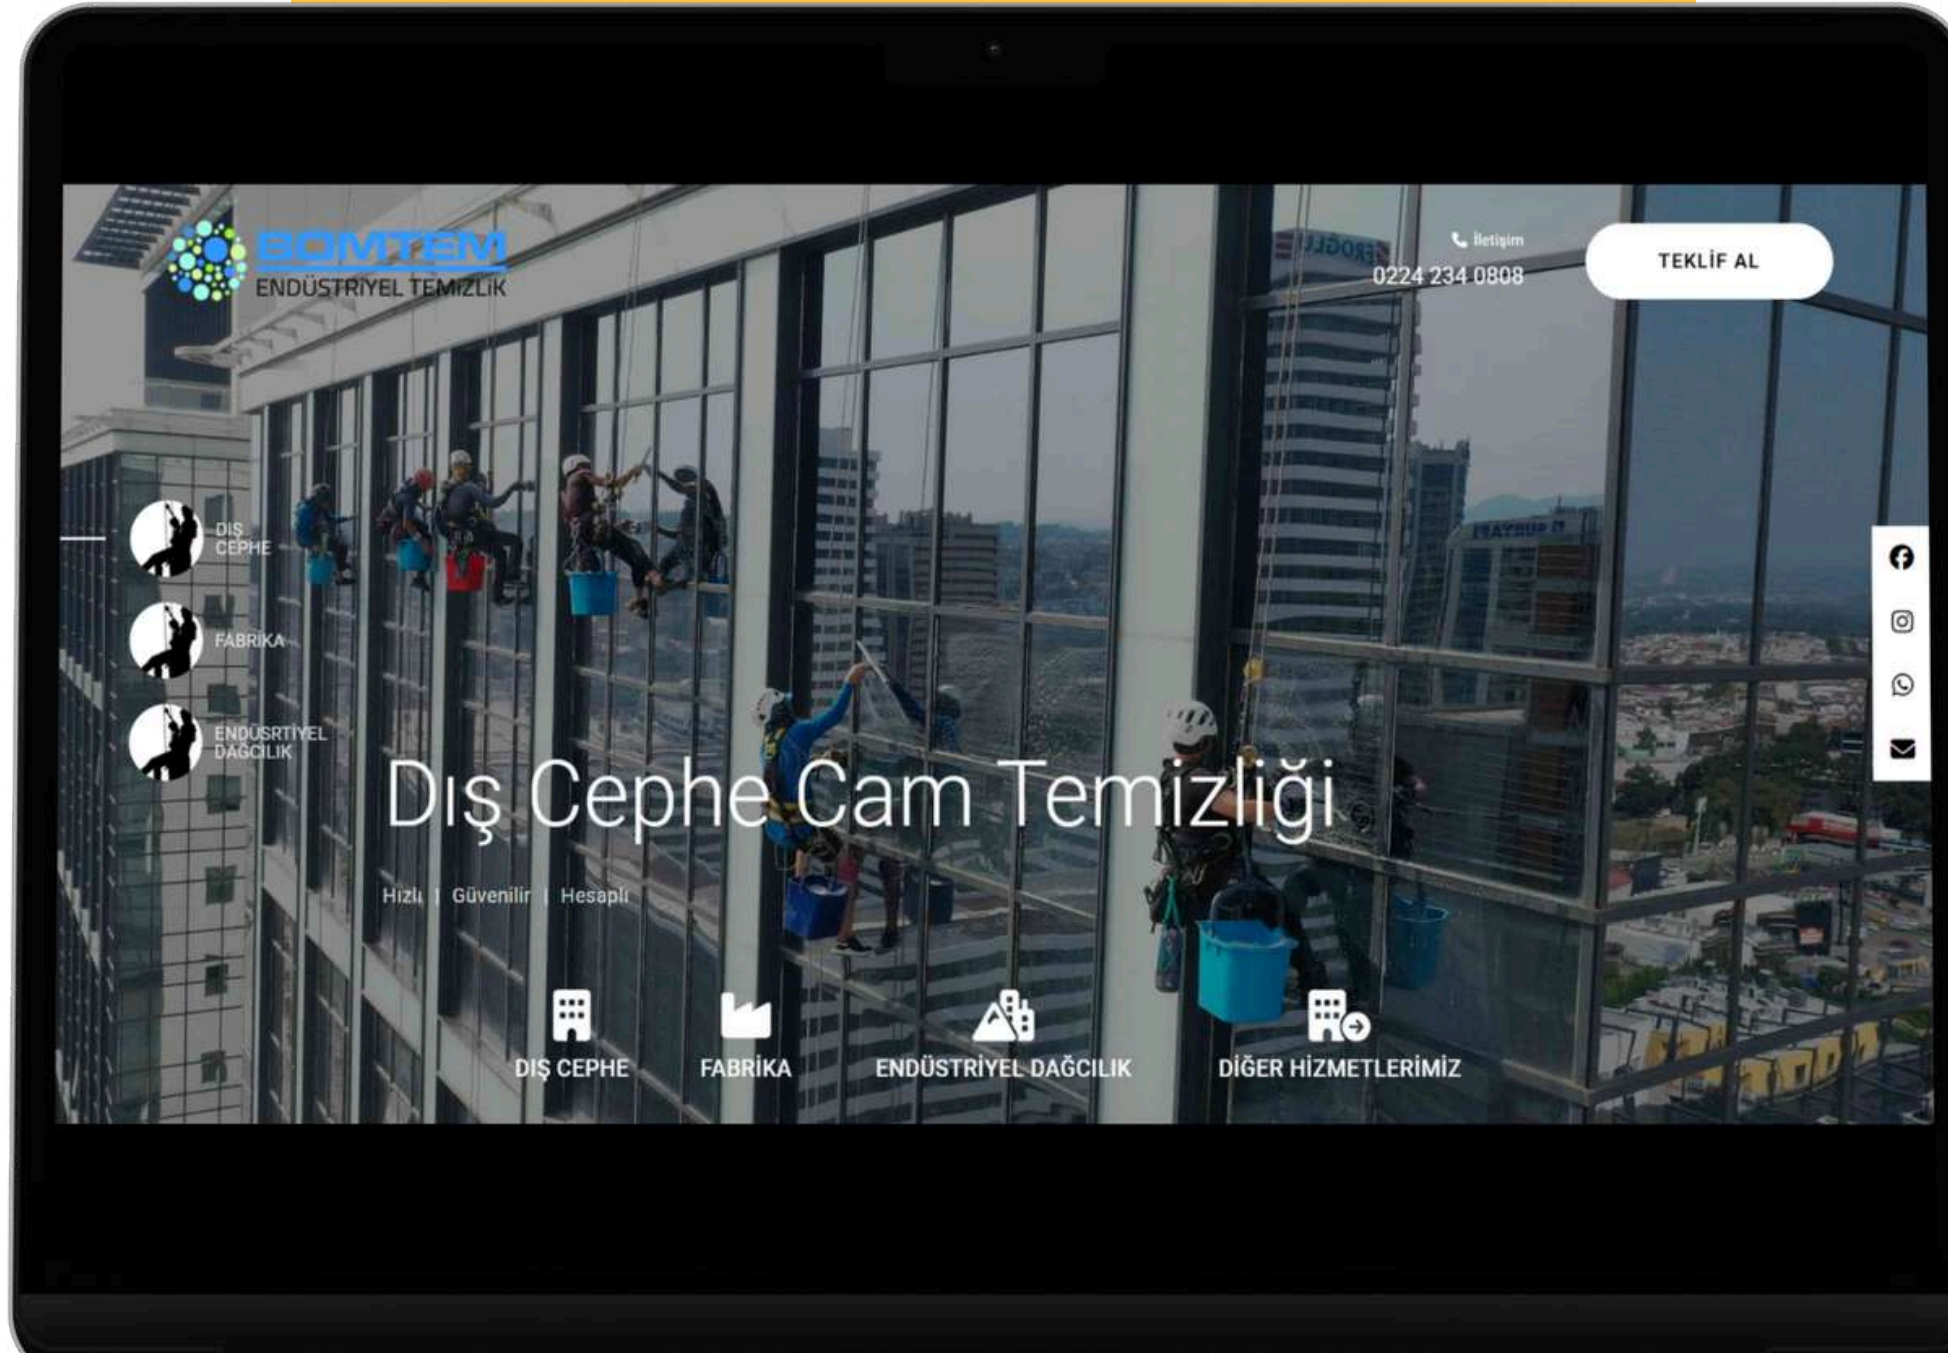 BOMTEM
ENDÜSTRİYEL TEMİZLİK
İletişim
0224 234 0808
TEKLİF AL
EROĞLU
DIŞ
CEPHE
FABRİKA
ENDÜSRTİYEL
DAĞCILIK
Dış Cephe Cam Temizliği
Hızlı | Güvenilir | Hesaplı
DIŞ CEPHE
FABRİKA
ENDÜSTRİYEL DAĞCILIK
DİĞER HİZMETLERİMİZ